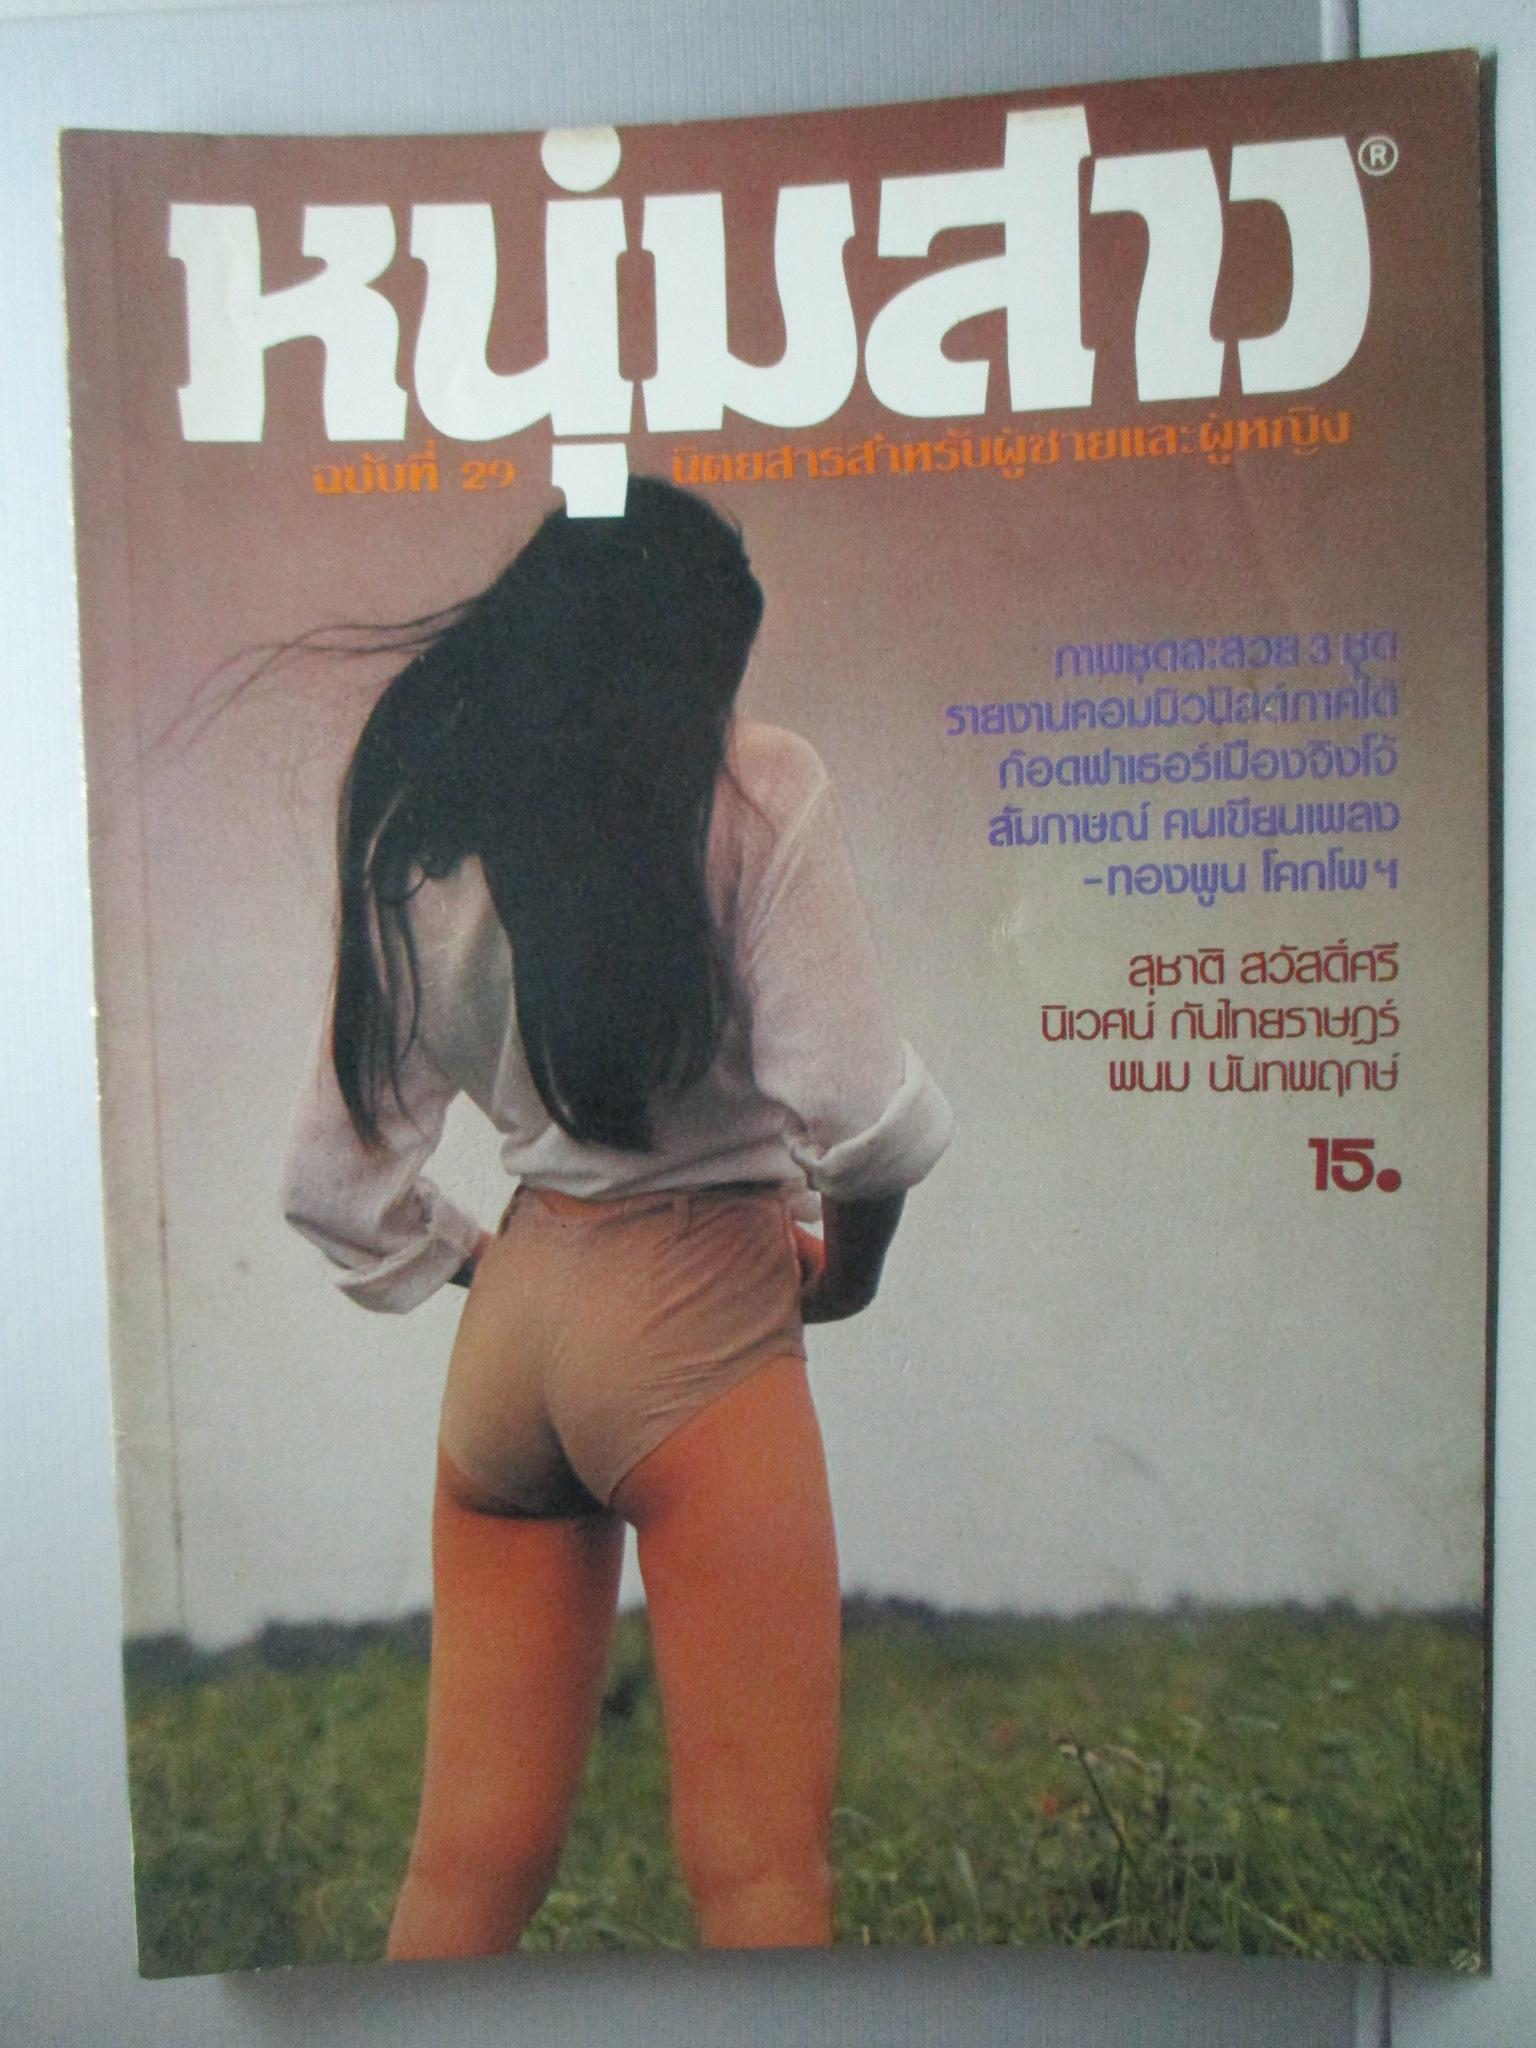 หนุ่มสาว®
ฉบับที่ 29 นิตยสารสำหรับผู้ชายและผู้หญิง
ภาพชุดละสวย 3 ชุด
รายงานคอมมิวนิสต์ภาคใต้
ก๊อดฟาเธอร์เมืองจิงโจ้
สัมภาษณ์ คนเขียนเพลง
-ทองพูน โคกโพฯ
สุชาติ สวัสดิ์ศรี
นิเวศน์ กันไทยราษฎร์
พนม นันทพฤกษ์
15.